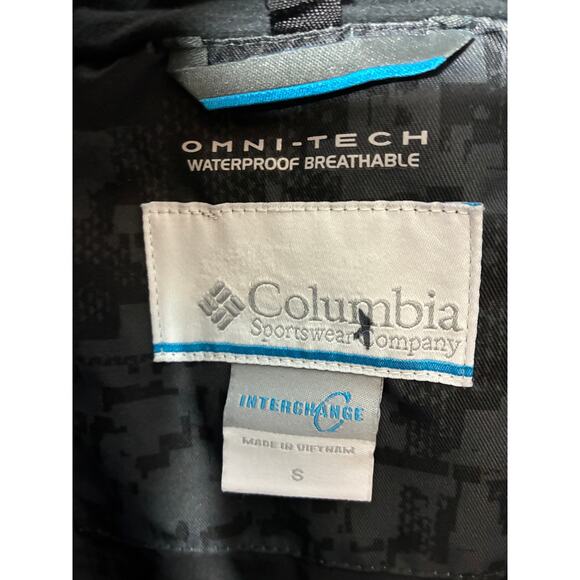 OMNI-TECH
WATERPROOF BREATHABLE
Columbia
Sportswear Company
INTERCHANGE
MADE IN VIETNAM
S